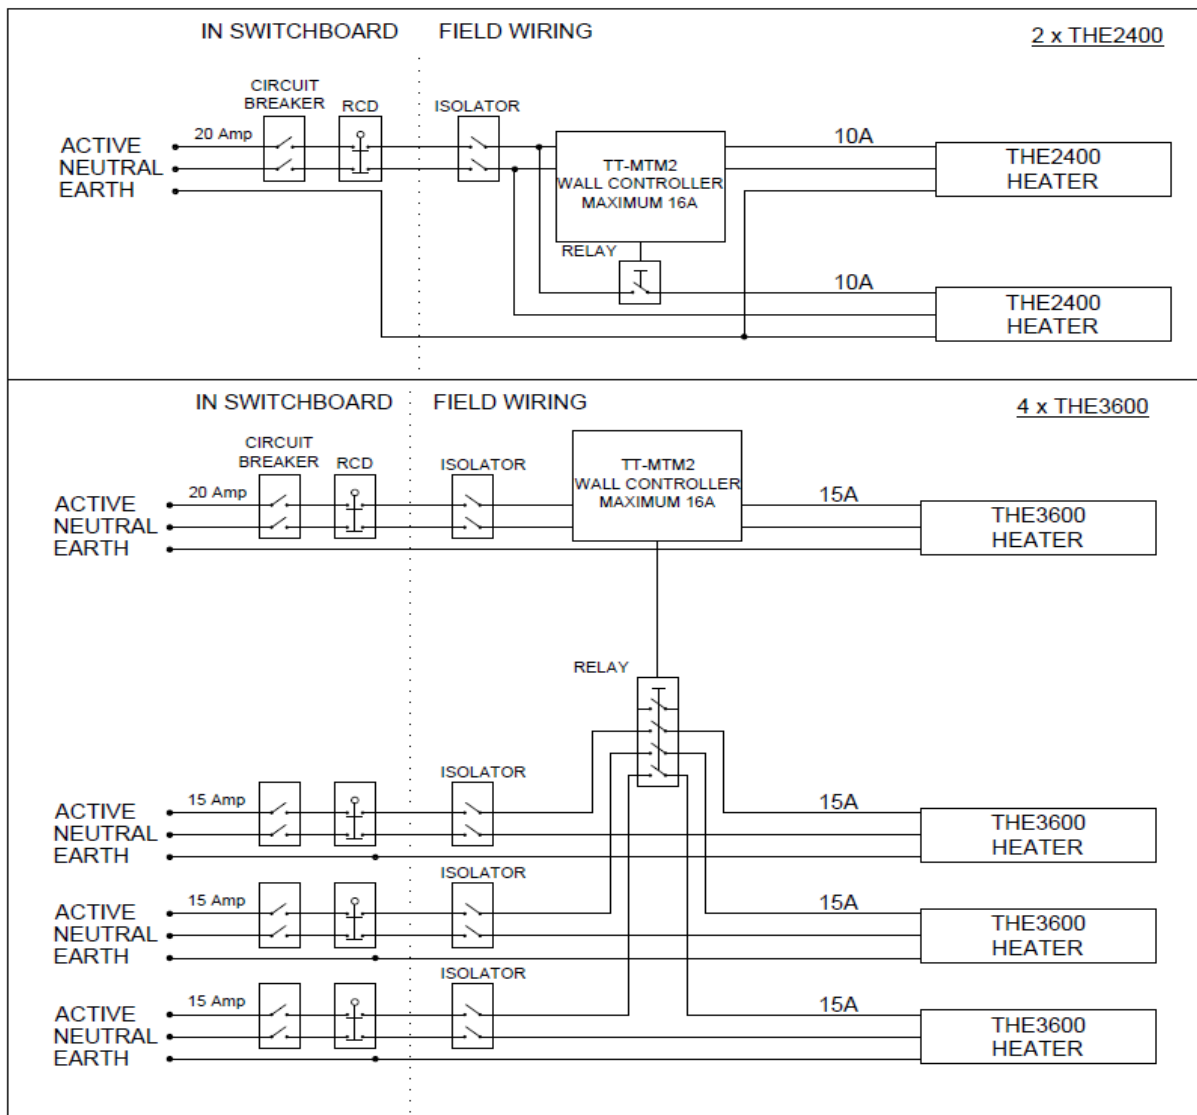 IN SWITCHBOARD
FIELD WIRING
2 x THE2400
CIRCUIT
BREAKER
RCD
ISOLATOR
20 Amp
ACTIVE
NEUTRAL
EARTH
TT-MTM2
WALL CONTROLLER
MAXIMUM 16A
10A
THE2400
HEATER
RELAY
10A
THE2400
HEATER
IN SWITCHBOARD
FIELD WIRING
4 x THE3600
CIRCUIT
BREAKER
RCD
ISOLATOR
20 Amp
ACTIVE
NEUTRAL
EARTH
TT-MTM2
WALL CONTROLLER
MAXIMUM 16A
15A
THE3600
HEATER
RELAY
ISOLATOR
15 Amp
ACTIVE
NEUTRAL
EARTH
15A
THE3600
HEATER
ISOLATOR
15 Amp
ACTIVE
NEUTRAL
EARTH
15A
THE3600
HEATER
ISOLATOR
15 Amp
ACTIVE
NEUTRAL
EARTH
15A
THE3600
HEATER